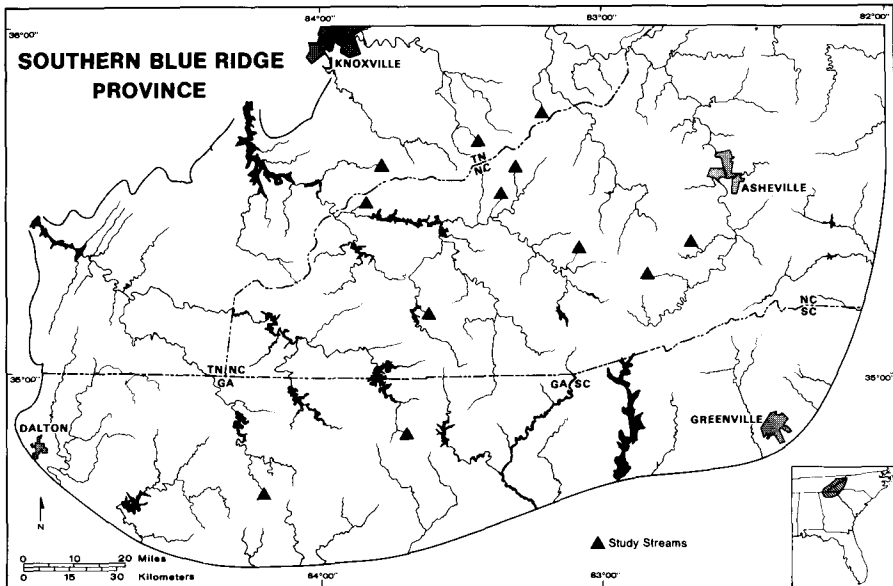 84°00"
83°00"
82°00"
36°00"
SOUTHERN BLUE RIDGE
PROVINCE
KNOXVILLE
TN
NC
ASHEVILLE
NC
SC
35°00"
TN NC
GA
GA SC
35°00"
DALTON
GREENVILLE
N
0 10 20 Miles
0 15 30 Kilometers
▲ Study Streams
84°00"
83°00"